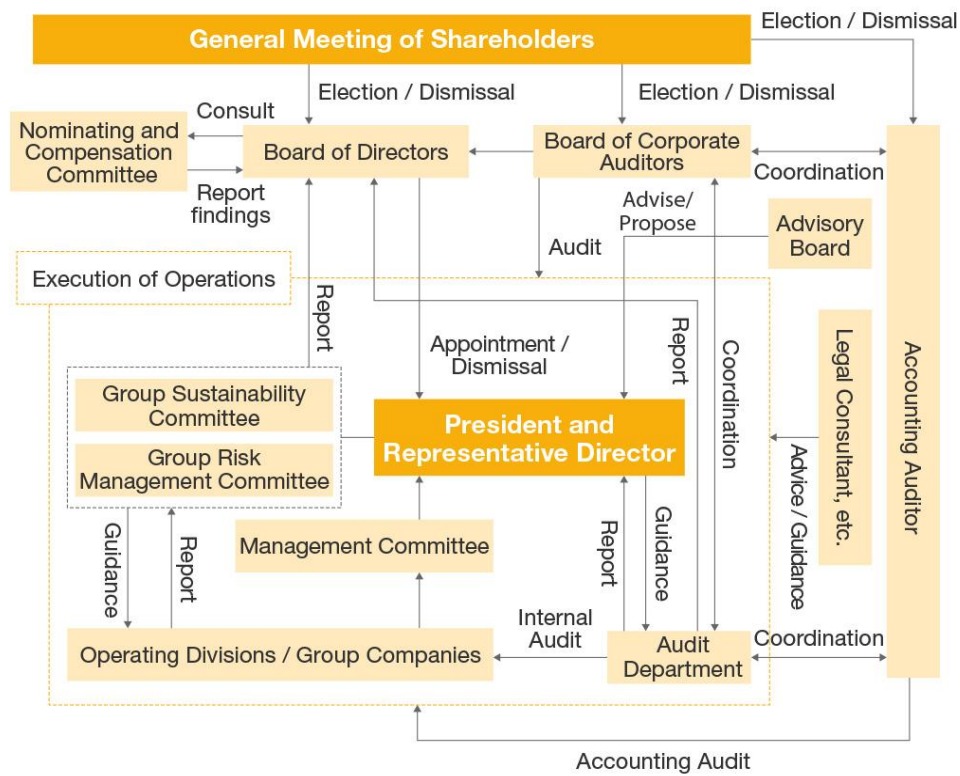 General Meeting of Shareholders
Election / Dismissal
Election / Dismissal
Election / Dismissal
Consult
Nominating and
Compensation
Committee
Board of Directors
Board of Corporate
Auditors
Coordination
Report
findings
Advise/
Propose
Advisory
Board
Audit
Execution of Operations
Report
Appointment /
Dismissal
Report
Coordination
Legal Consultant, etc.
Accounting Auditor
Group Sustainability
Committee
President and
Representative Director
Group Risk
Management Committee
Advice / Guidance
Guidance
Report
Management Committee
Report
Guidance
Internal
Audit
Operating Divisions / Group Companies
Audit
Department
Coordination
Accounting Audit